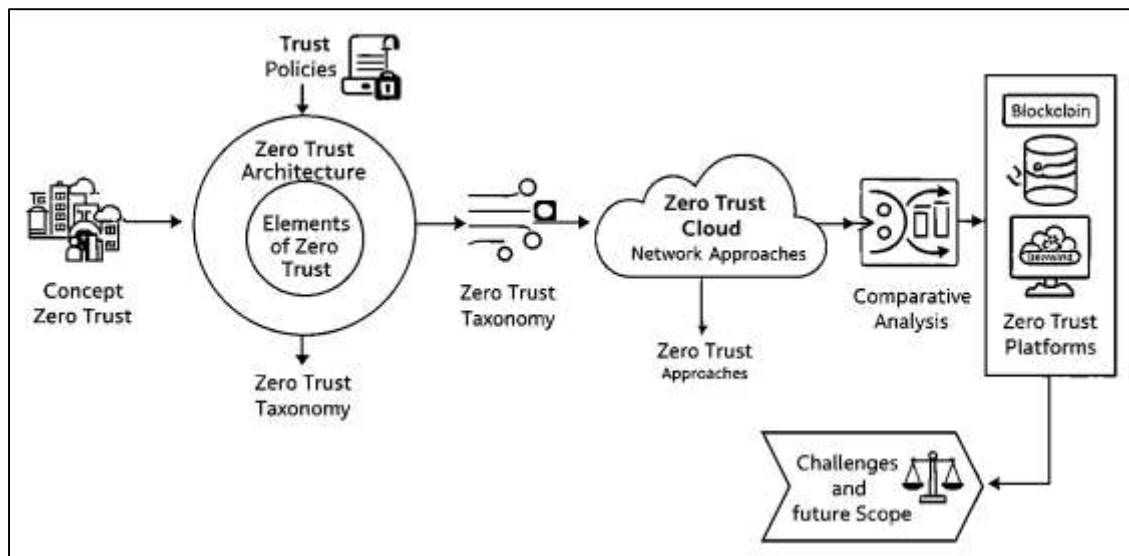 Trust
Policies
Zero Trust
Architecture
Elements
of Zero
Trust
Concept
Zero Trust
Zero Trust
Taxonomy
Zero Trust
Taxonomy
Zero Trust
Cloud
Network Approaches
Zero Trust
Approaches
Comparative
Analysis
Blockclain
Zero Trust
Platforms
Challenges
and
future Scope